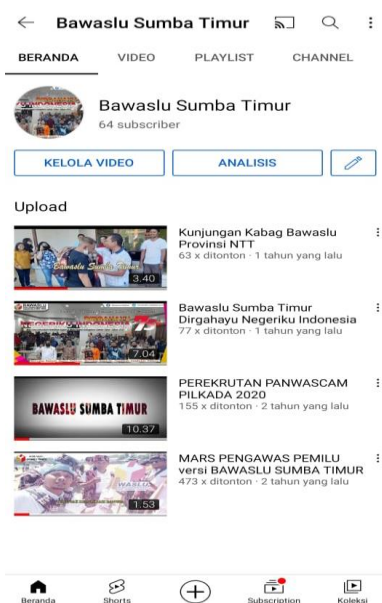 Bawaslu Sumba Timur
BERANDA VIDEO PLAYLIST CHANNEL
Bawaslu Sumba Timur
64 subscriber
KELOLA VIDEO ANALISIS
Upload
Kunjungan Kabag Bawaslu
Provinsi NTT
63 x ditonton · 1 tahun yang lalu
Bawaslu Sumba Timur
3.40
Bawaslu Sumba Timur
Dirgahayu Negeriku Indonesia
77 x ditonton · 1 tahun yang lalu
7.04
PEREKRUTAN PANWASCAM
PILKADA 2020
155 x ditonton · 2 tahun yang lalu
BAWASLU SUMBA TIMUR
10.37
MARS PENGAWAS PEMILU
versi BAWASLU SUMBA TIMUR
473 x ditonton · 2 tahun yang lalu
1.53
Beranda Shorts Subscription Koleksi